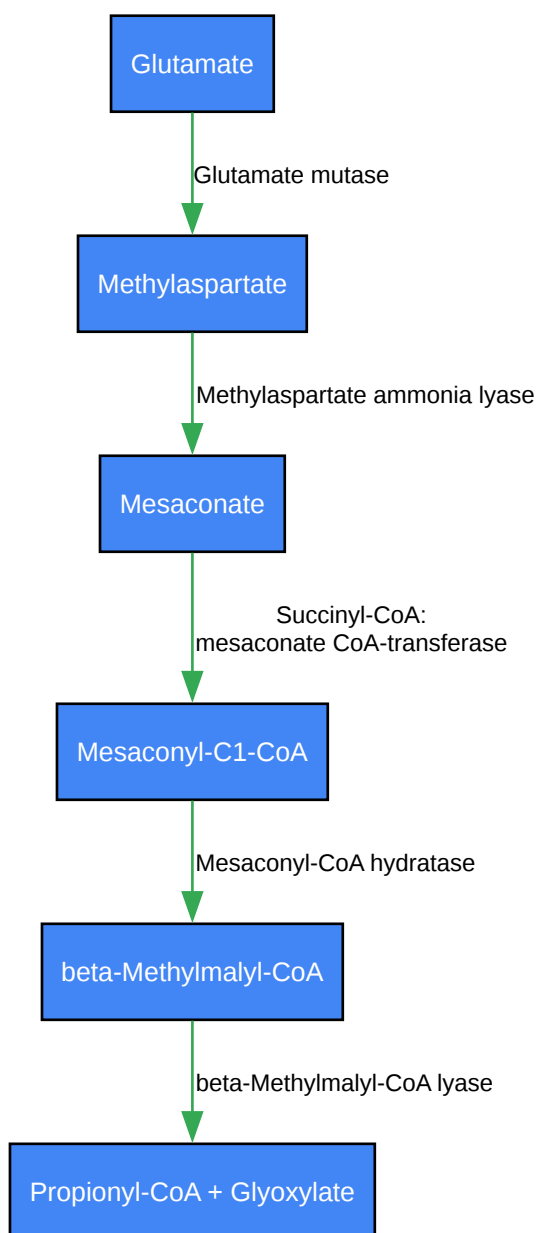 Glutamate
Glutamate mutase
Methylaspartate
Methylaspartate ammonia lyase
Mesaconate
Succinyl-CoA:
mesaconate CoA-transferase
Mesaconyl-C1-CoA
Mesaconyl-CoA hydratase
beta-Methylmalyl-CoA
beta-Methylmalyl-CoA lyase
Propionyl-CoA + Glyoxylate